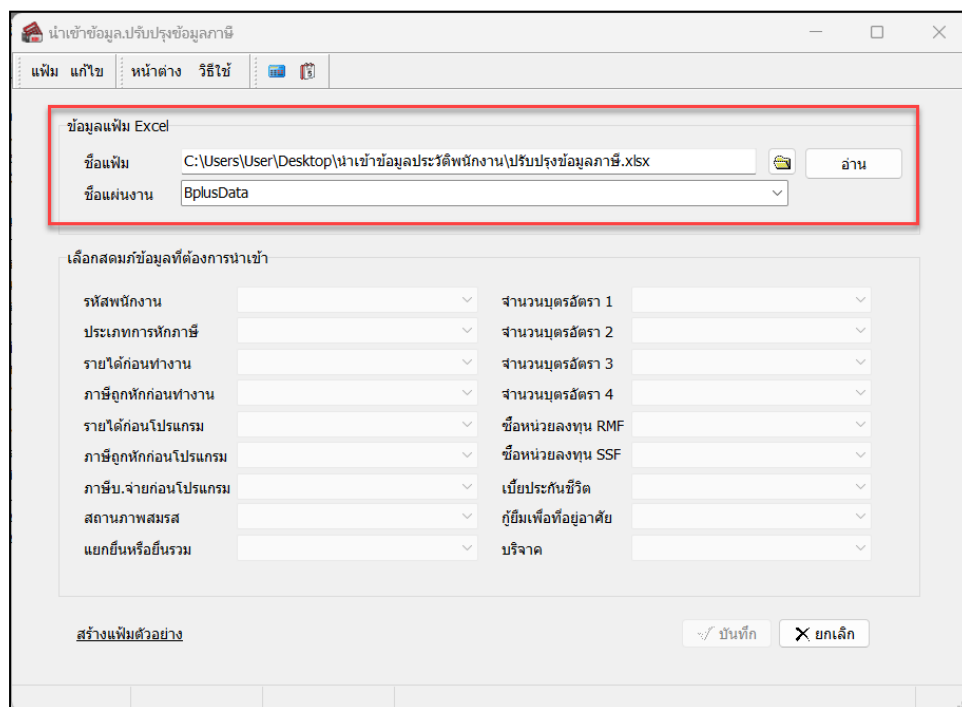 นำเข้าข้อมูล.ปรับปรุงข้อมูลภาษี
แฟ้ม แก้ไข หน้าต่าง วิธีใช้
ข้อมูลแฟ้ม Excel
ชื่อแฟ้ม C:\Users\User\Desktop\นำเข้าข้อมูลประวัติพนักงาน\ปรับปรุงข้อมูลภาษี.xlsx อ่าน
ชื่อแผ่นงาน BplusData
เลือกสดมภ์ข้อมูลที่ต้องการนำเข้า
รหัสพนักงาน จำนวนบุตรอัตรา 1
ประเภทการหักภาษี จำนวนบุตรอัตรา 2
รายได้ก่อนทำงาน จำนวนบุตรอัตรา 3
ภาษีถูกหักก่อนทำงาน จำนวนบุตรอัตรา 4
รายได้ก่อนโปรแกรม ซื้อหน่วยลงทุน RMF
ภาษีถูกหักก่อนโปรแกรม ซื้อหน่วยลงทุน SSF
ภาษีบ.จ่ายก่อนโปรแกรม เบี้ยประกันชีวิต
สถานภาพสมรส กู้ยืมเพื่อที่อยู่อาศัย
แยกยื่นหรือยื่นรวม บริจาค
สร้างแฟ้มตัวอย่าง บันทึก ยกเลิก